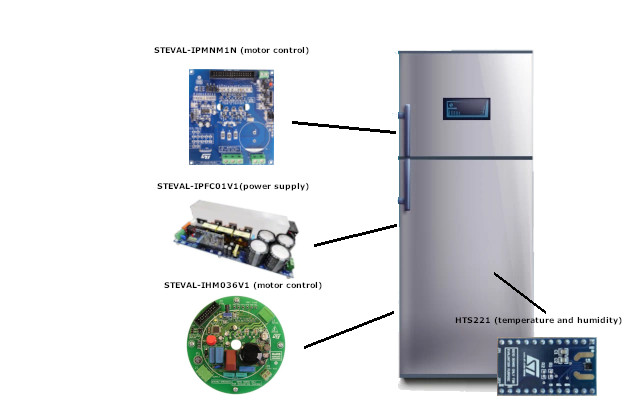 STEVAL-IPMNM1N (motor control)
STEVAL-IPFC01V1(power supply)
STEVAL-IHM036V1 (motor control)
HTS221 (temperature and humidity)